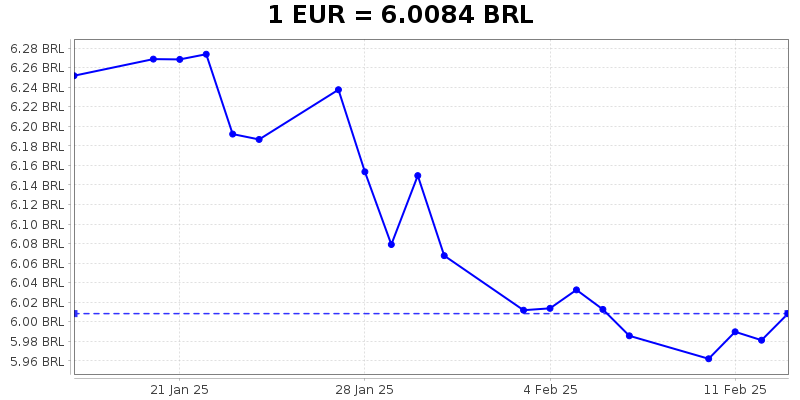 1 EUR = 6.0084 BRL
6.28 BRL
6.26 BRL
6.24 BRL
6.22 BRL
6.20 BRL
6.18 BRL
6.16 BRL
6.14 BRL
6.12 BRL
6.10 BRL
6.08 BRL
6.06 BRL
6.04 BRL
6.02 BRL
6.00 BRL
5.98 BRL
5.96 BRL
21 Jan 25 28 Jan 25 4 Feb 25 11 Feb 25